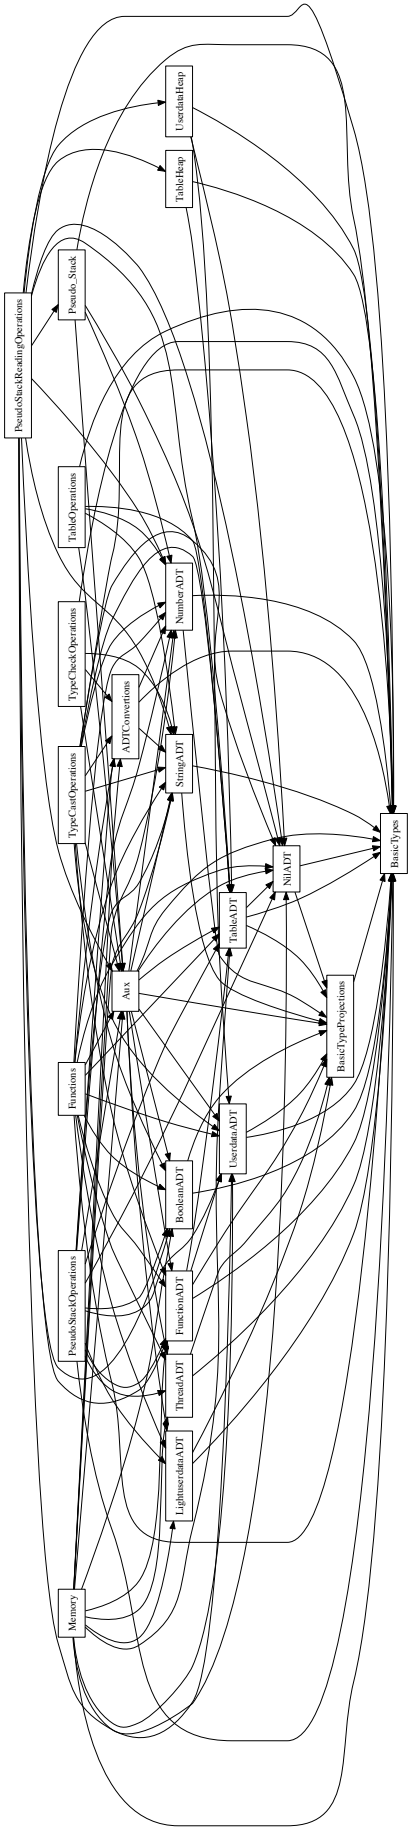 PseudoStackReadingOperations
UserdataHeap
TableHeap
Pseudo_Stack
TableOperations
NumberADT
TypeCheckOperations
ADTConvertions
TypeCastOperations
StringADT
BasicTypes
NilADT
TableADT
Aux
BasicTypeProjections
Functions
UserdataADT
BooleanADT
PseudoStackOperations
FunctionADT
ThreadADT
LightuserdataADT
Memory